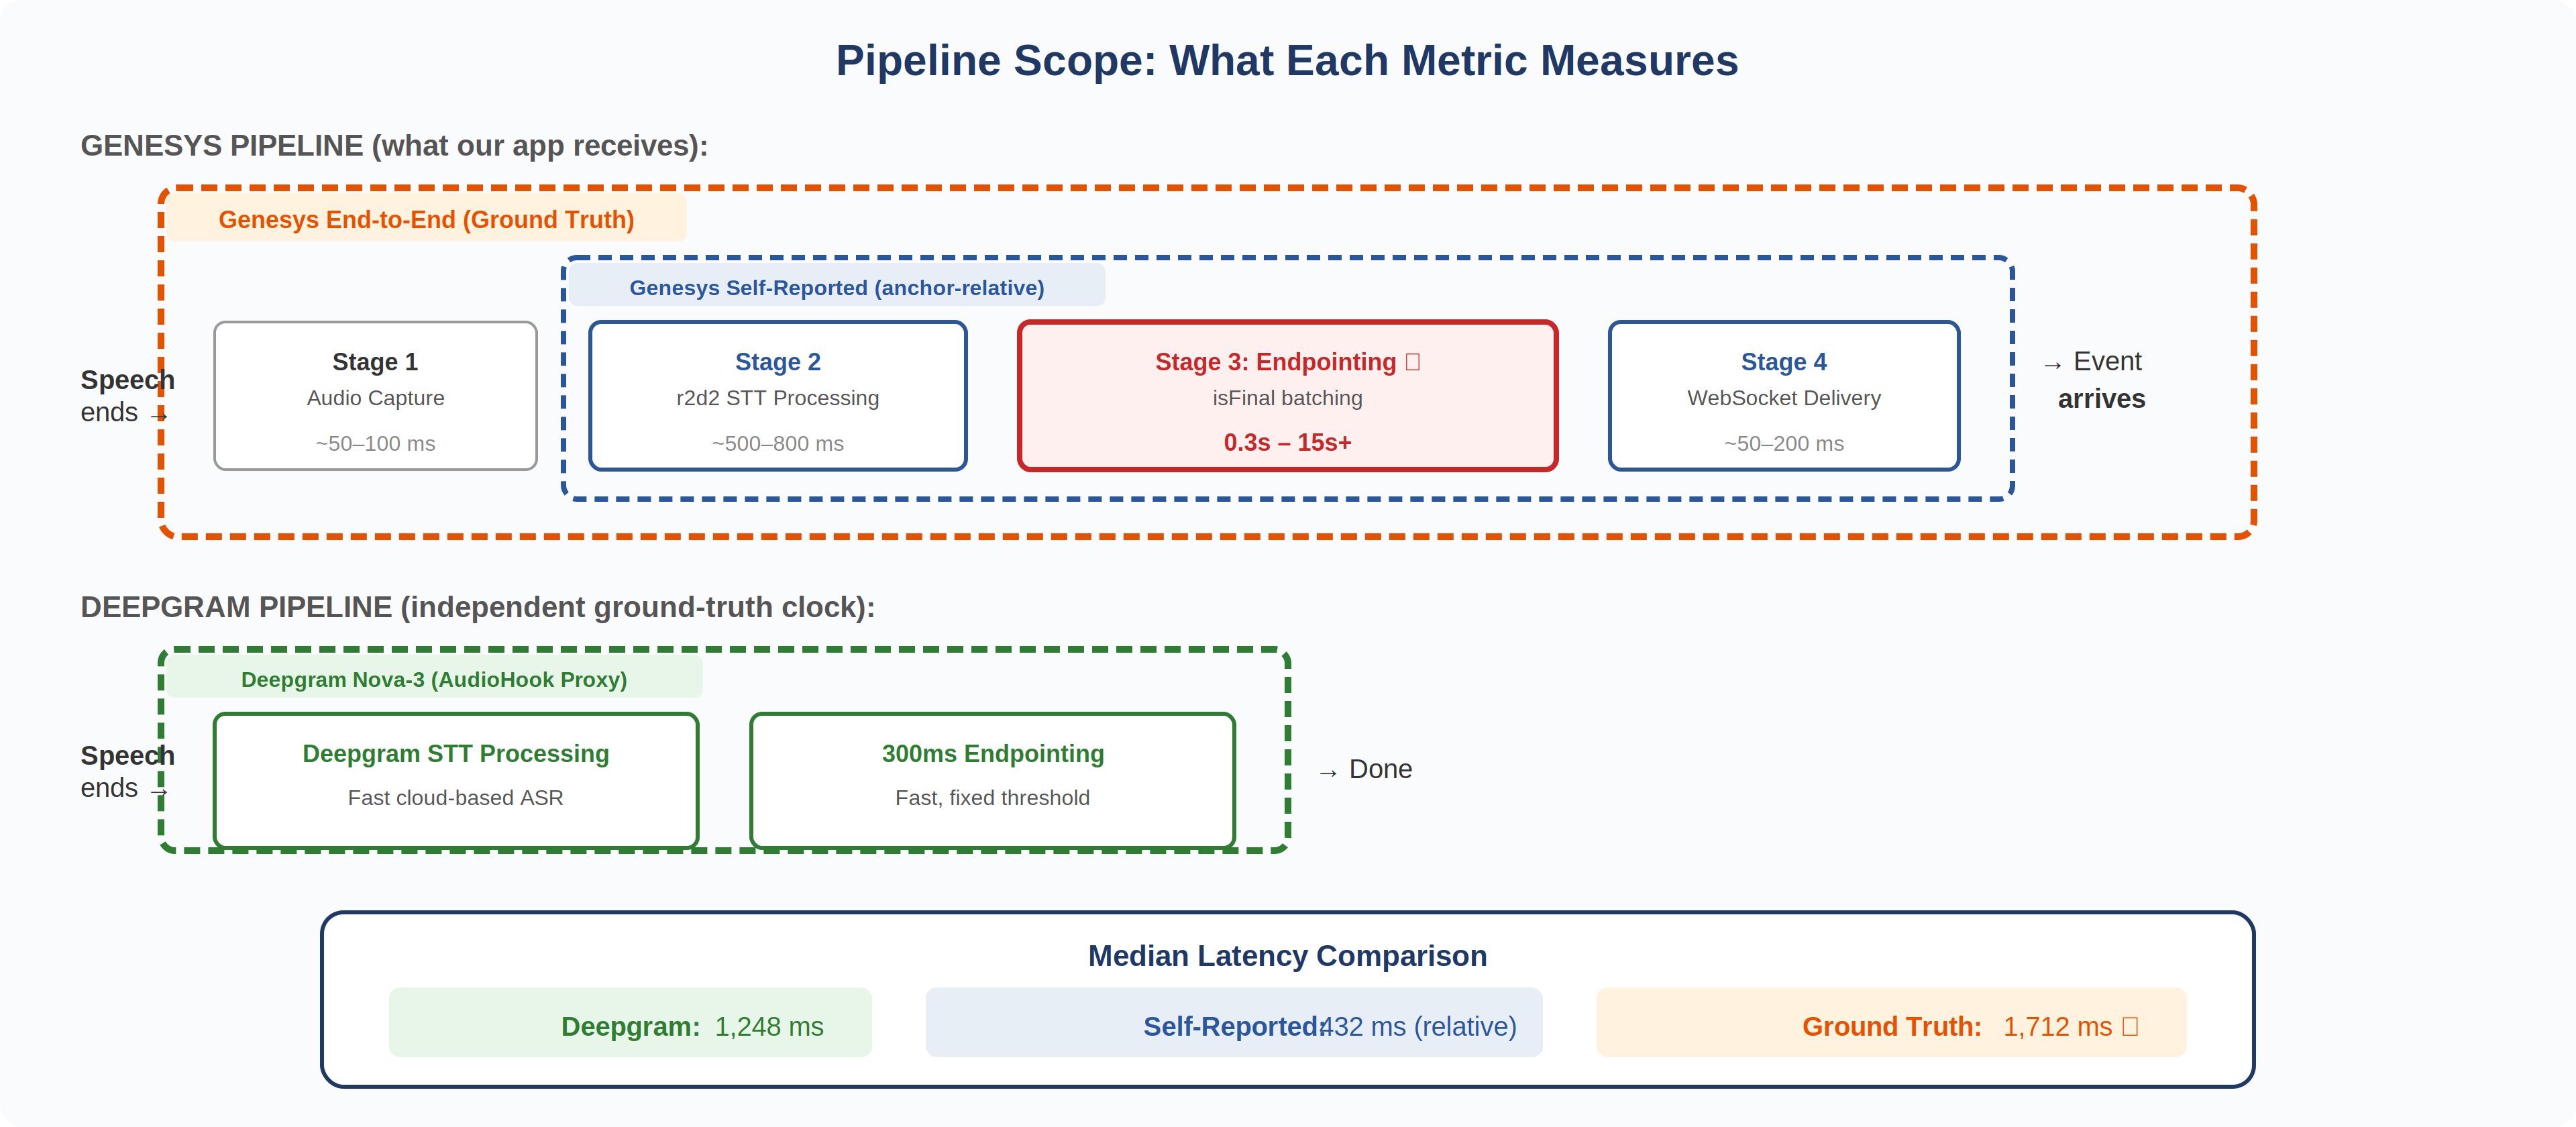 Pipeline Scope: What Each Metric Measures
GENESYS PIPELINE (what our app receives):
Genesys End-to-End (Ground Truth)
Genesys Self-Reported (anchor-relative)
Speech
ends →
Stage 1
Audio Capture
~50–100 ms
Stage 2
r2d2 STT Processing
~500–800 ms
Stage 3: Endpointing
isFinal batching
0.3s – 15s+
Stage 4
WebSocket Delivery
~50–200 ms
→ Event
arrives
DEEPGRAM PIPELINE (independent ground-truth clock):
Deepgram Nova-3 (AudioHook Proxy)
Speech
ends →
Deepgram STT Processing
Fast cloud-based ASR
300ms Endpointing
Fast, fixed threshold
→ Done
Median Latency Comparison
Deepgram: 1,248 ms
Self-Reported: 432 ms (relative)
Ground Truth: 1,712 ms